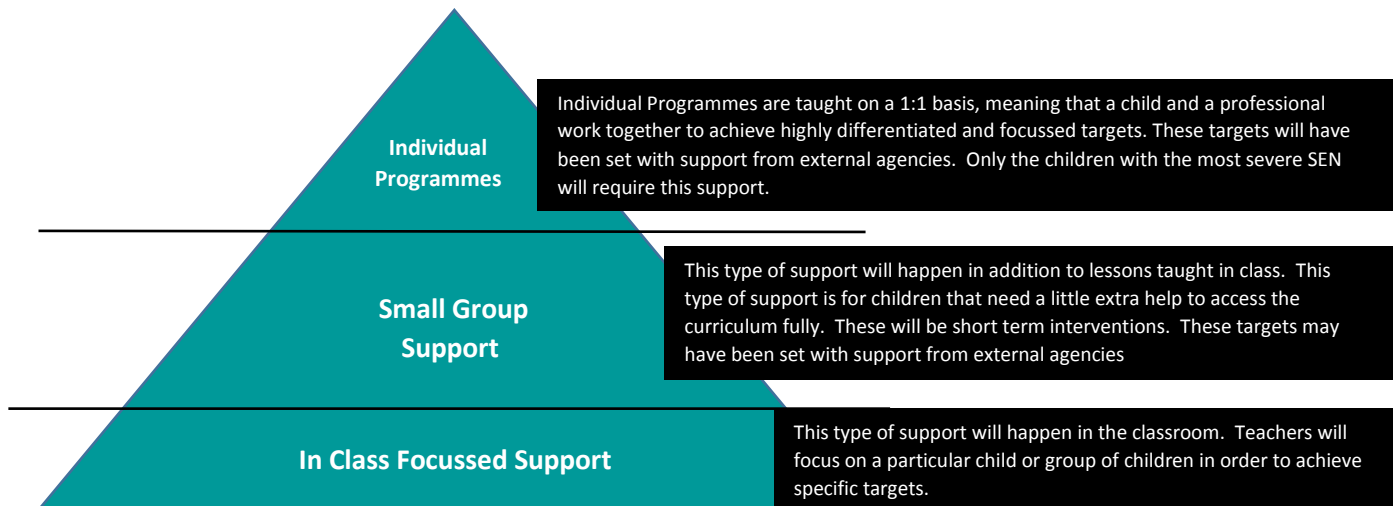 Individual
Programmes
Individual Programmes are taught on a 1:1 basis, meaning that a child and a professional
work together to achieve highly differentiated and focussed targets. These targets will have
been set with support from external agencies.  Only the children with the most severe SEN
will require this support.
Small Group
Support
This type of support will happen in addition to lessons taught in class.  This
type of support is for children that need a little extra help to access the
curriculum fully.  These will be short term interventions.  These targets may
have been set with support from external agencies
In Class Focussed Support
This type of support will happen in the classroom.  Teachers will
focus on a particular child or group of children in order to achieve
specific targets.